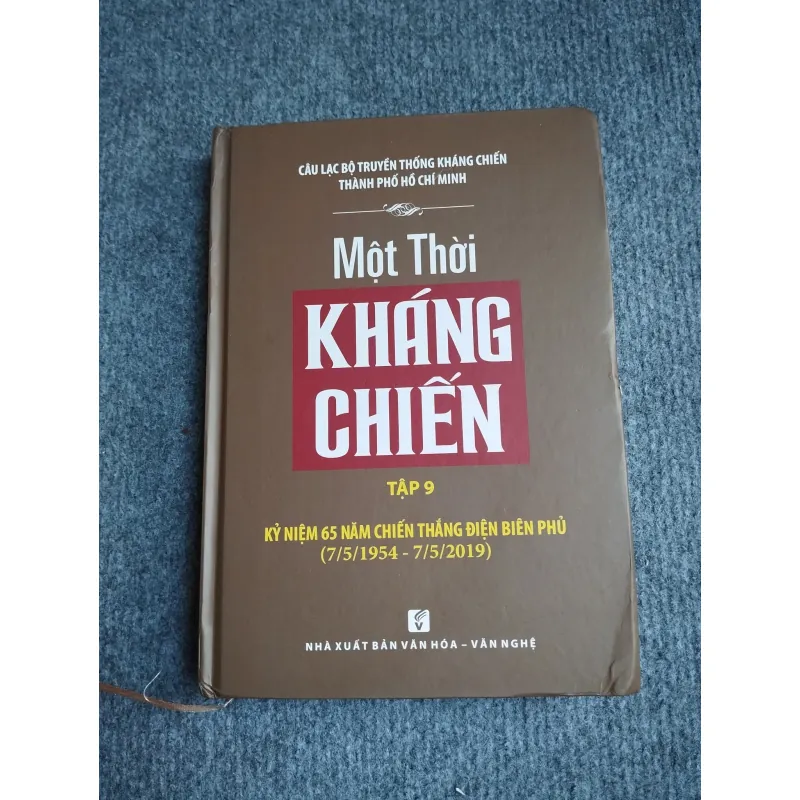 CÂU LẠC BỘ TRUYỀN THỐNG KHÁNG CHIẾN
THÀNH PHỐ HỒ CHÍ MINH
Một Thời
KHÁNG
CHIẾN
TẬP 9
KỶ NIỆM 65 NĂM CHIẾN THẮNG ĐIỆN BIÊN PHỦ
(7/5/1954 - 7/5/2019)
NHÀ XUẤT BẢN VĂN HÓA – VĂN NGHỆ